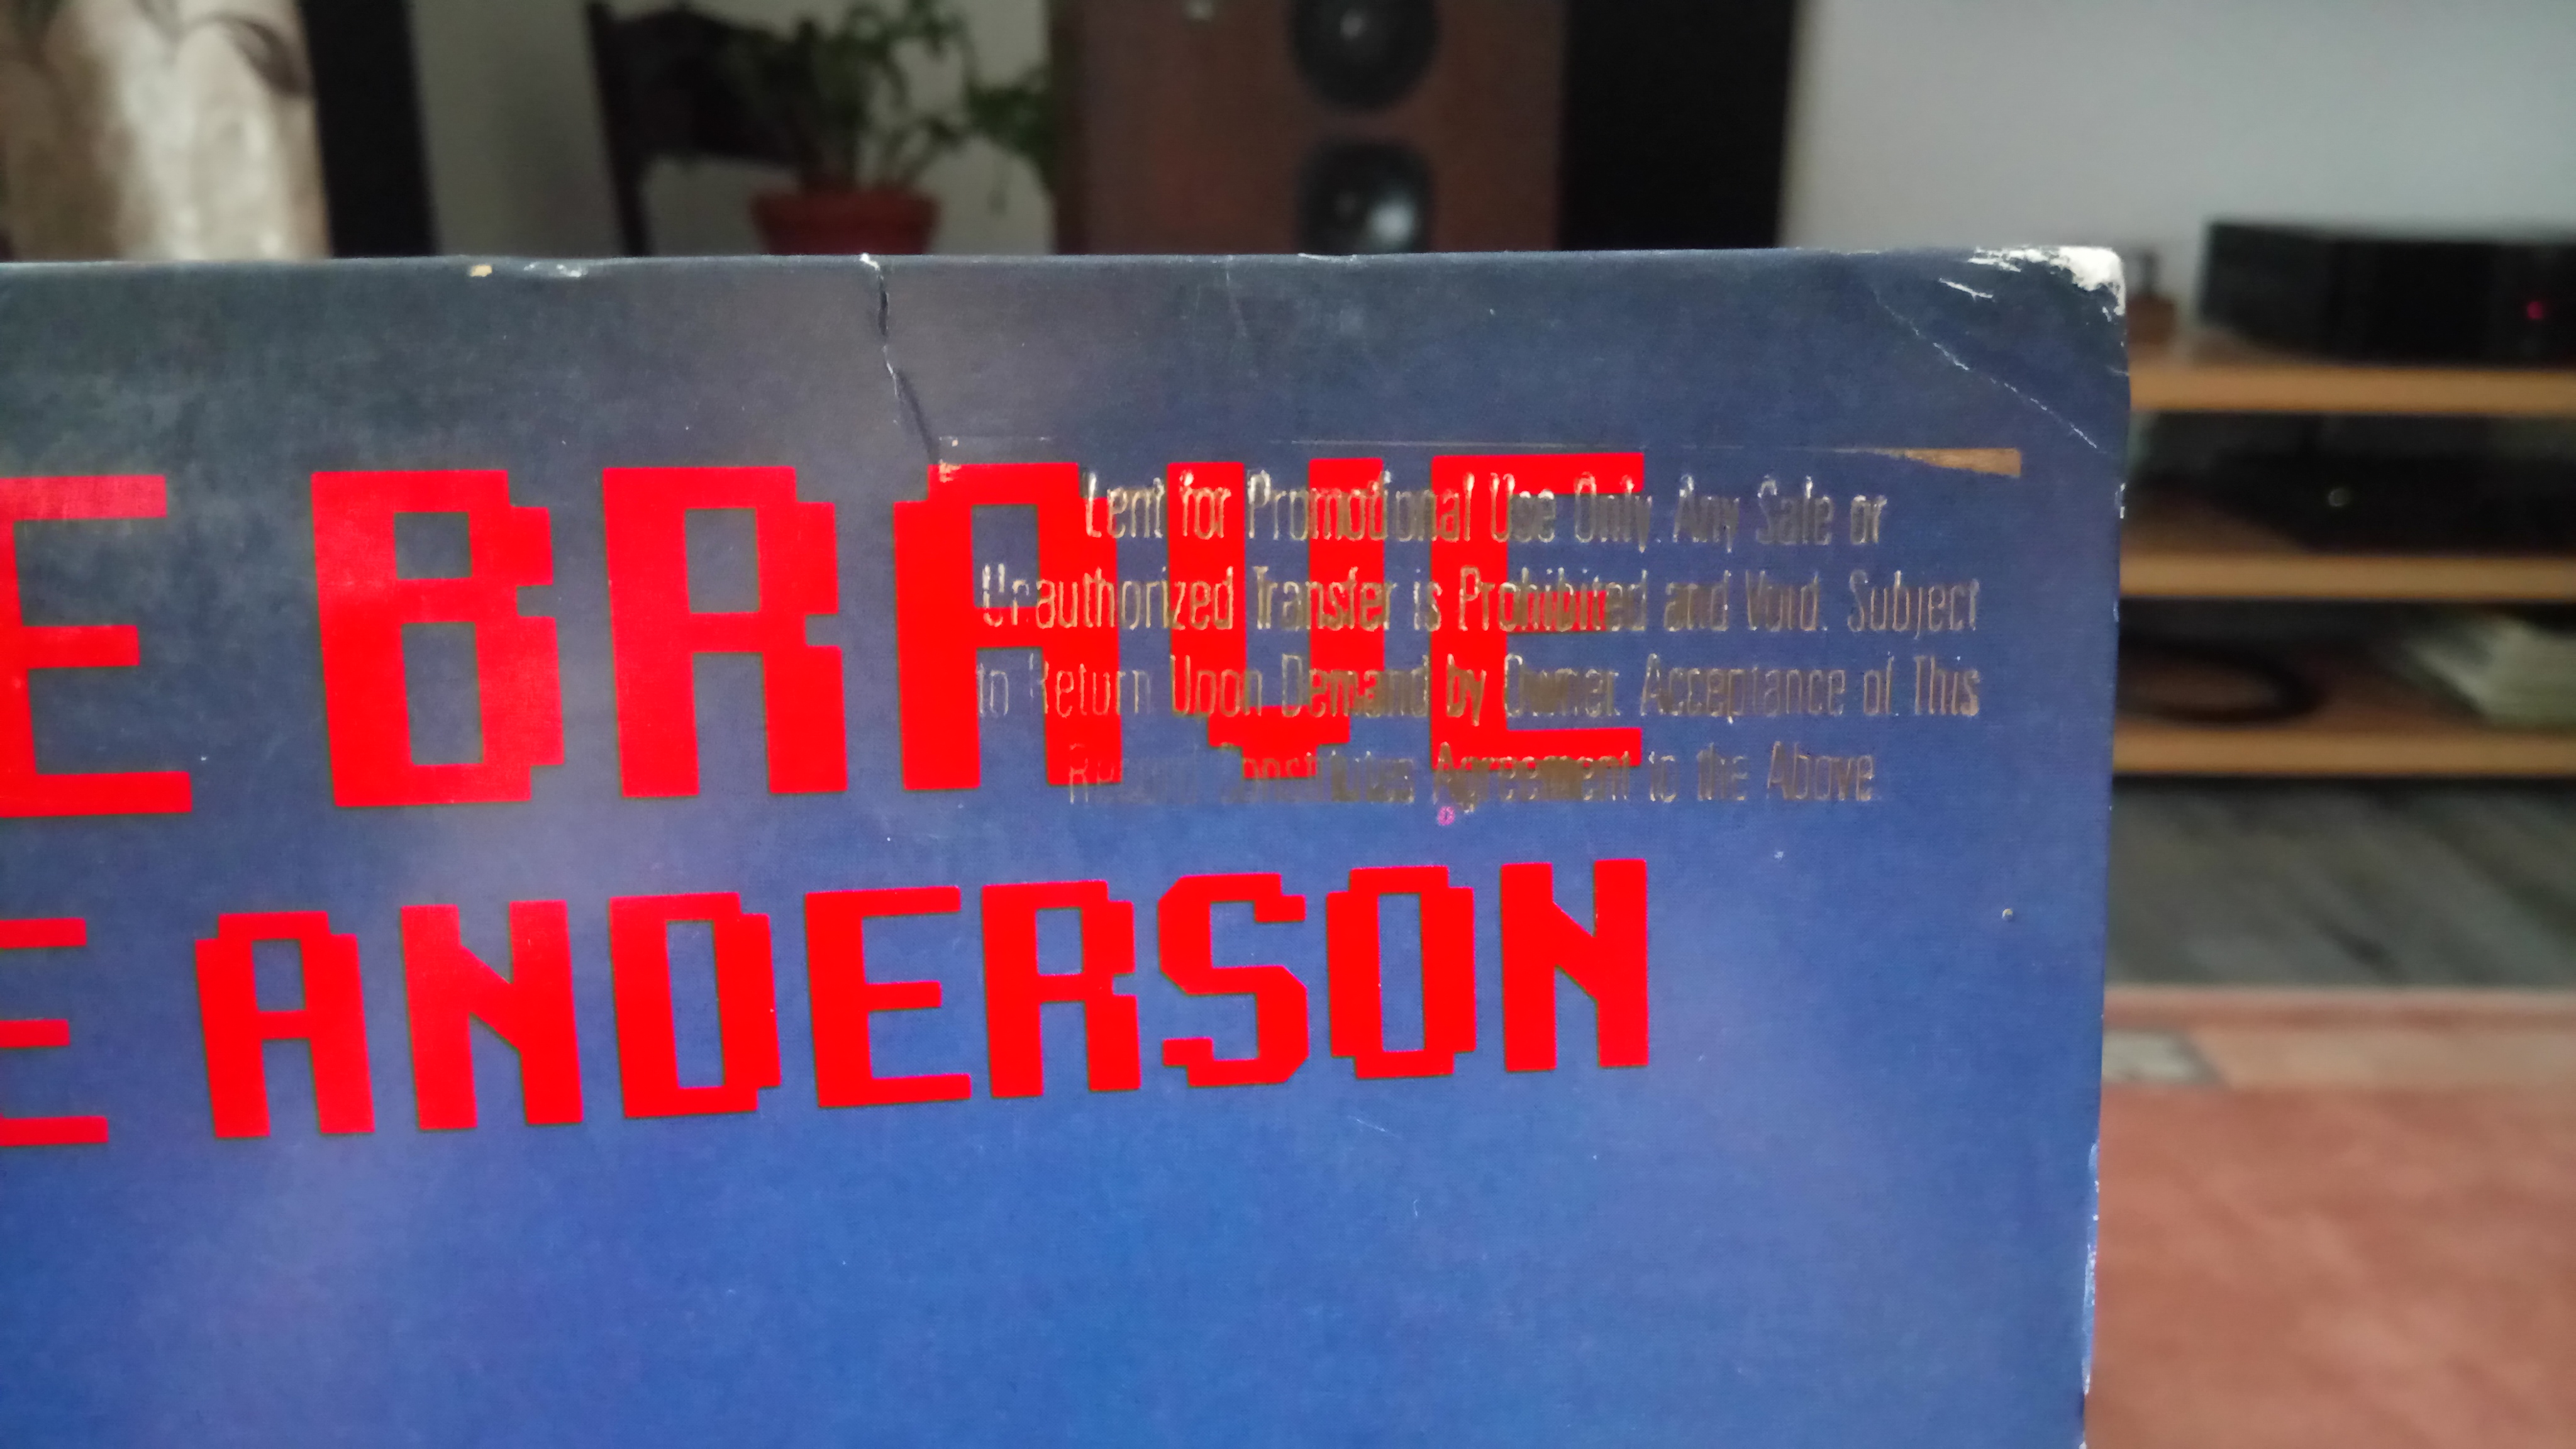 E BRAVE
Lent for Promotional Use Only. Any Sale or
Unauthorized Transfer is Prohibited and Void. Subject
to Return Upon Demand by Owner. Acceptance of This
Record Constitutes Agreement to the Above.
E ANDERSON